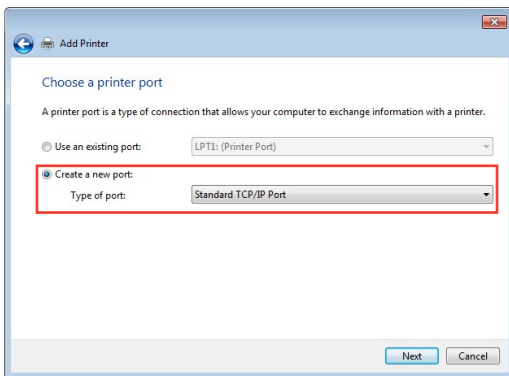 Add Printer
Choose a printer port
A printer port is a type of connection that allows your computer to exchange information with a printer.
Use an existing port: LPT1: (Printer Port)
Create a new port:
Type of port: Standard TCP/IP Port
Next Cancel